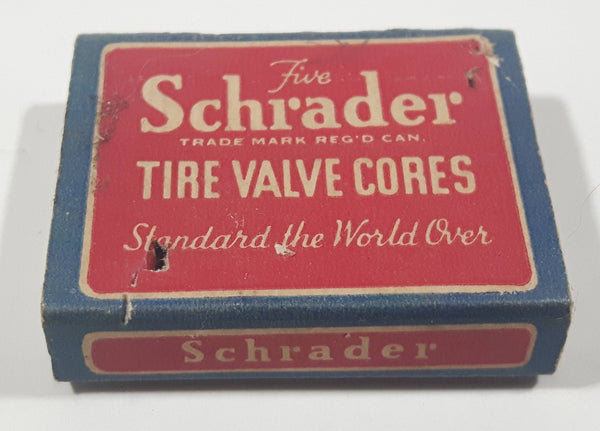 Five
Schrader
TRADE MARK REG'D CAN.
TIRE VALVE CORES
Standard the World Over
Schrader